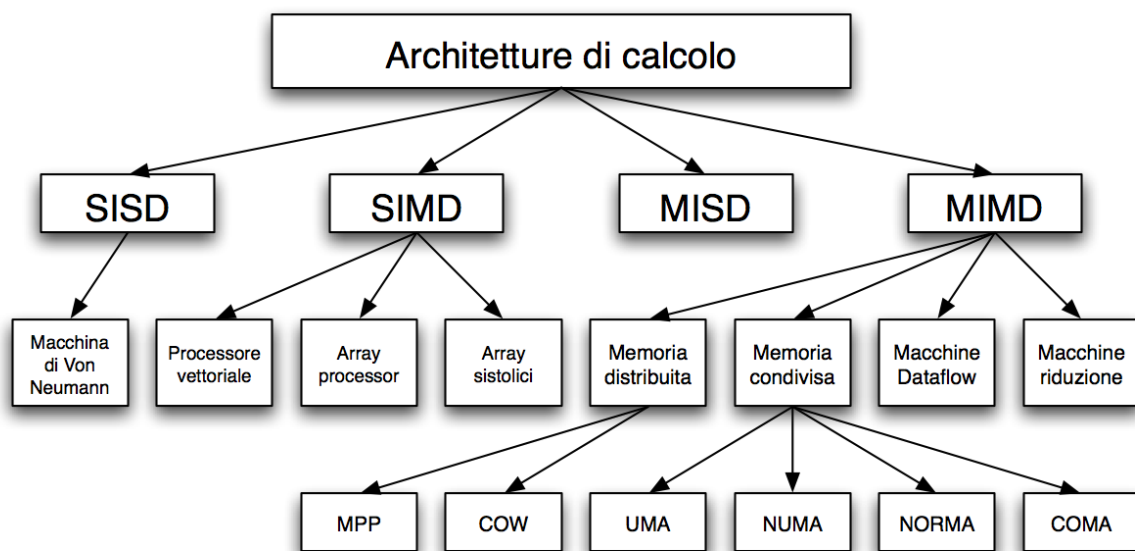 Architetture di calcolo
SISD
SIMD
MISD
MIMD
Macchina
di Von
Neumann
Processore
vettoriale
Array
processor
Array
sistolici
Memoria
distribuita
Memoria
condivisa
Macchine
Dataflow
Macchine
riduzione
MPP
COW
UMA
NUMA
NORMA
COMA